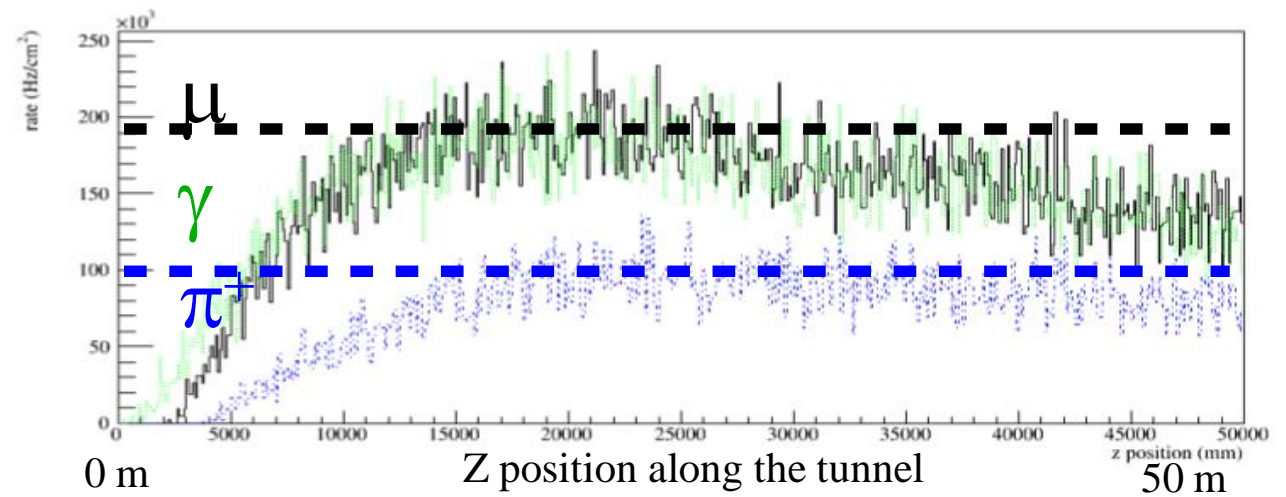 ×10³
rate (Hz/cm²)
250
200
150
100
50
0
μ
γ
π⁺
0 5000 10000 15000 20000 25000 30000 35000 40000 45000 50000
z position (mm)
0 m Z position along the tunnel 50 m